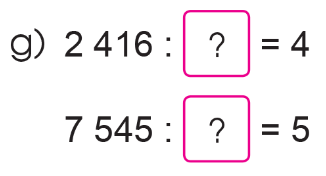 g) 2 416 : ? = 4
7 545 : ? = 5